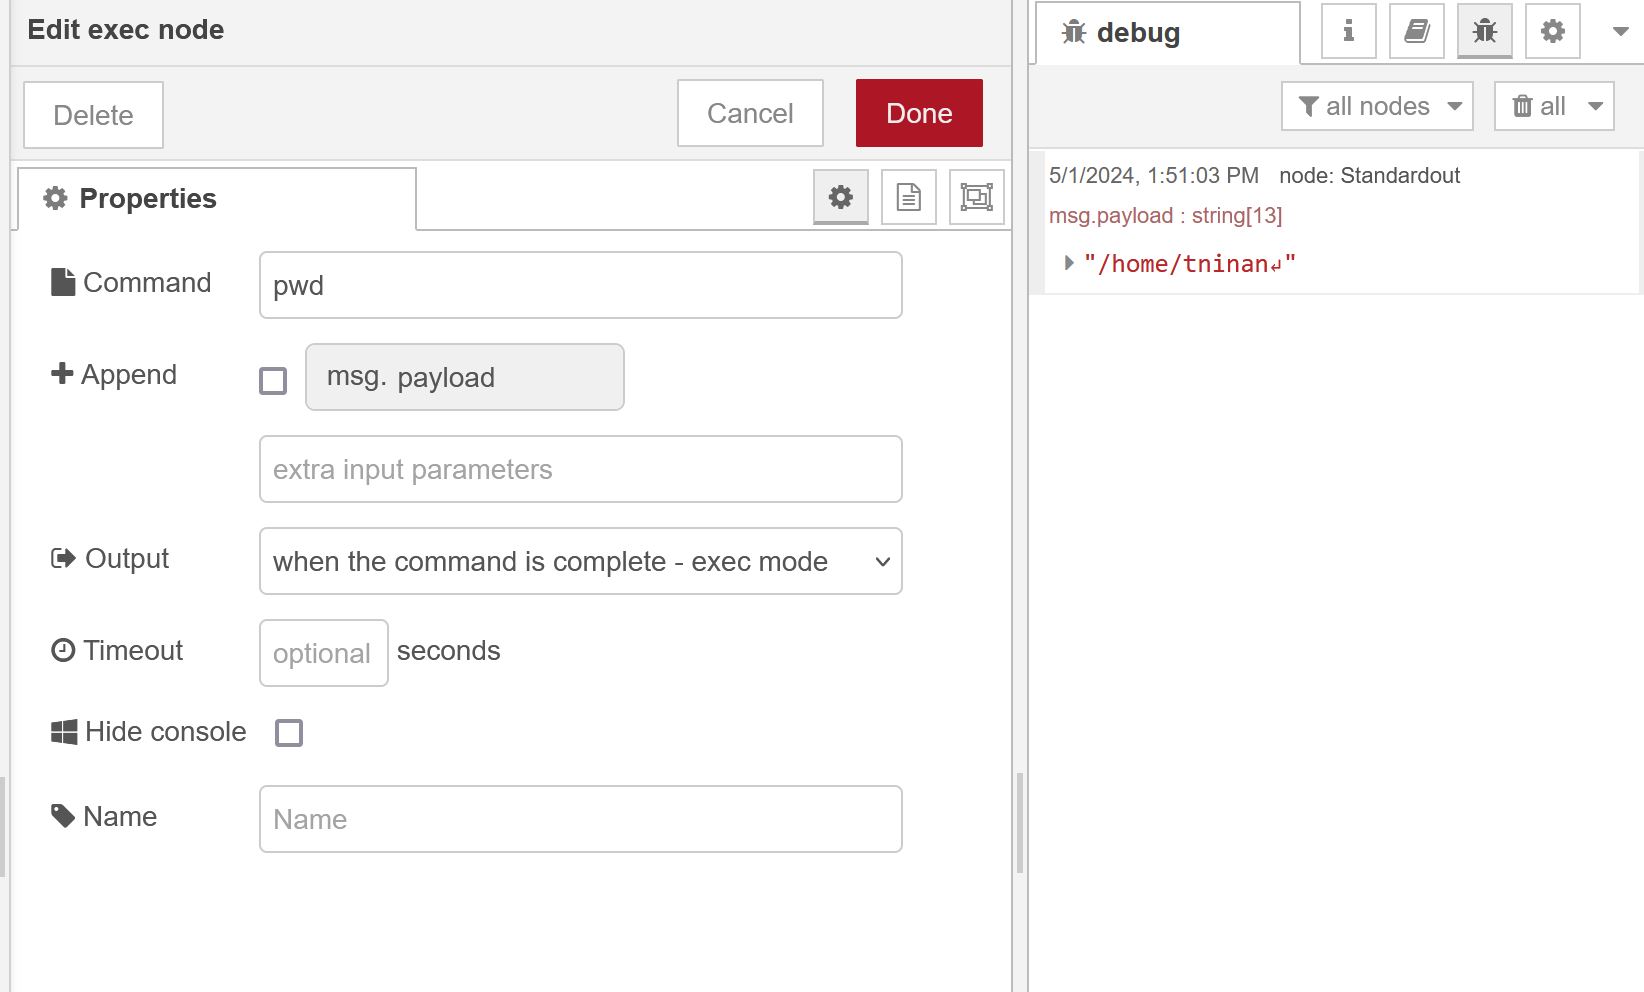 Edit exec node
Delete
Cancel
Done
Properties
Command
pwd
Append
msg. payload
extra input parameters
Output
when the command is complete - exec mode
Timeout
optional
seconds
Hide console
Name
Name
debug
all nodes
all
5/1/2024, 1:51:03 PM node: Standardout
msg.payload : string[13]
"/home/tninan↵"